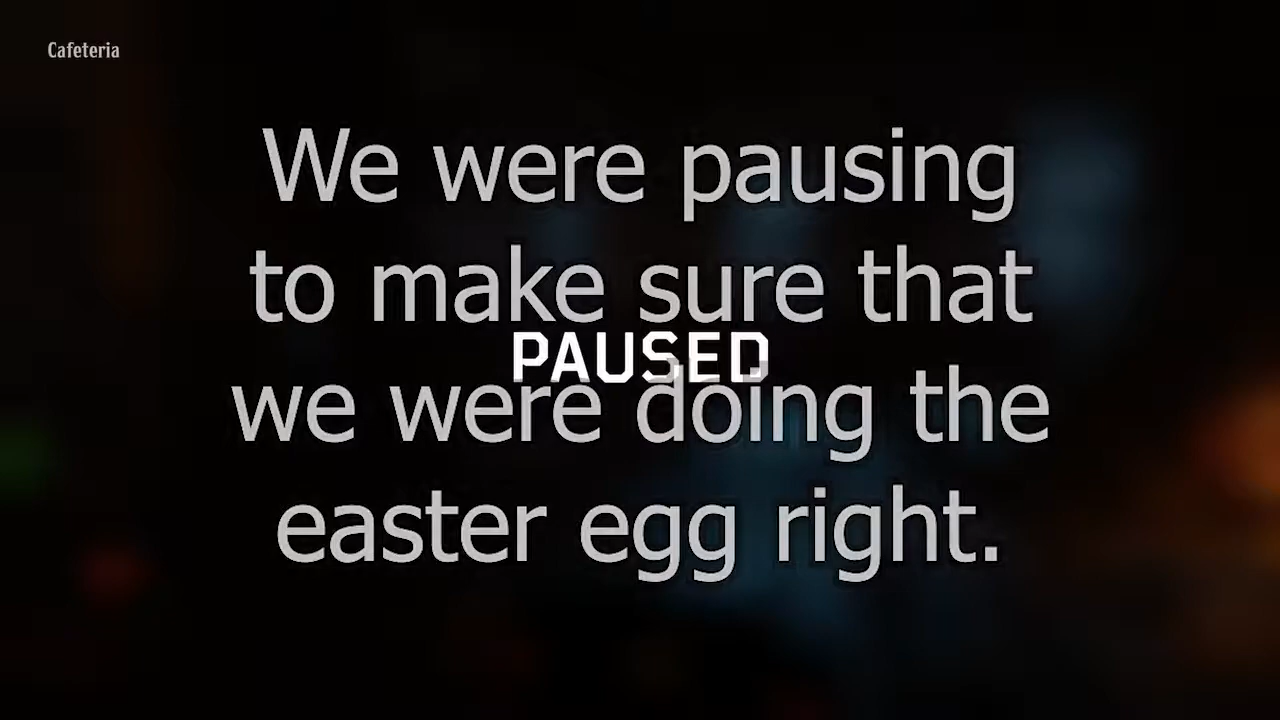 Cafeteria
We were pausing
to make sure that
PAUSED
we were doing the
easter egg right.